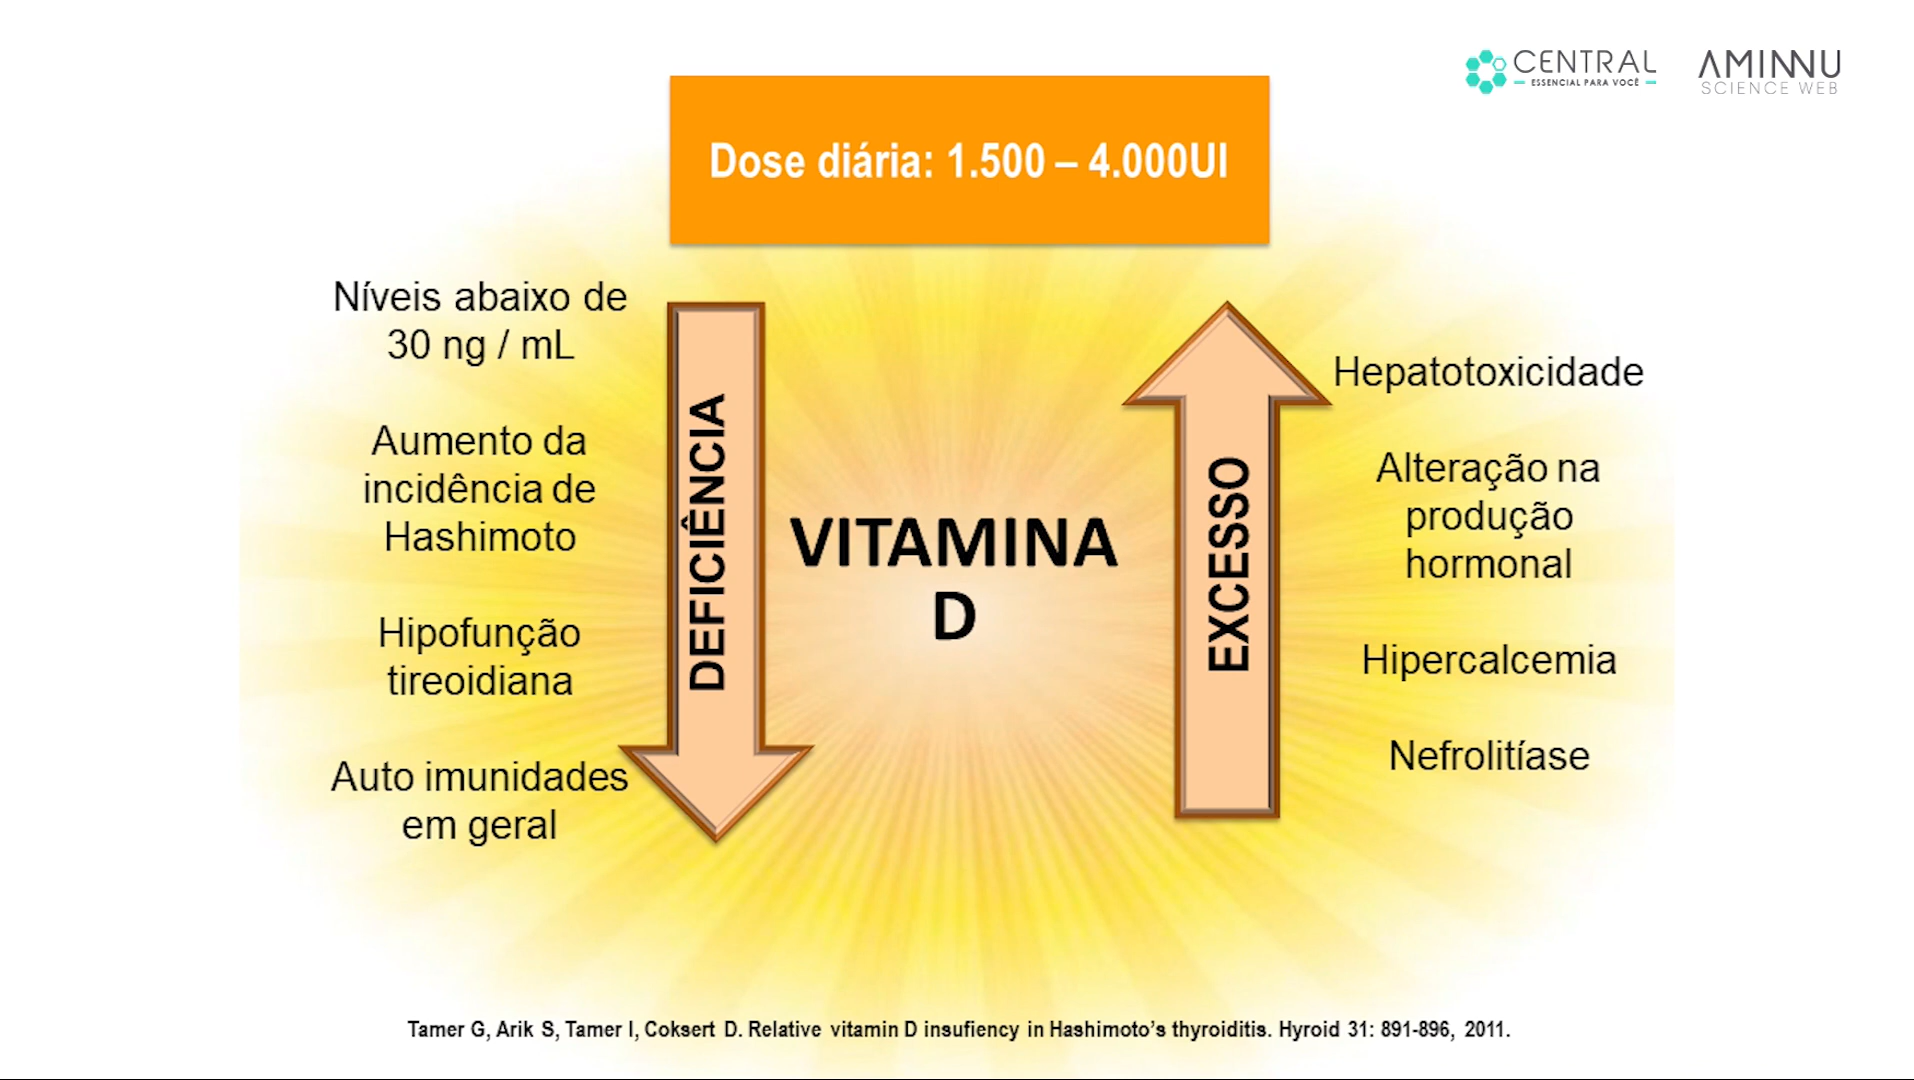 CENTRAL
ESSENCIAL PARA VOCÊ
AMINNU
SCIENCE WEB
Dose diária: 1.500 – 4.000UI
Níveis abaixo de
30 ng / mL
Aumento da
incidência de
Hashimoto
Hipofunção
tireoidiana
Auto imunidades
em geral
DEFICIÊNCIA
VITAMINA
D
EXCESSO
Hepatotoxicidade
Alteração na
produção
hormonal
Hipercalcemia
Nefrolitíase
Tamer G, Arik S, Tamer I, Coksert D. Relative vitamin D insufiency in Hashimoto’s thyroiditis. Hyroid 31: 891-896, 2011.